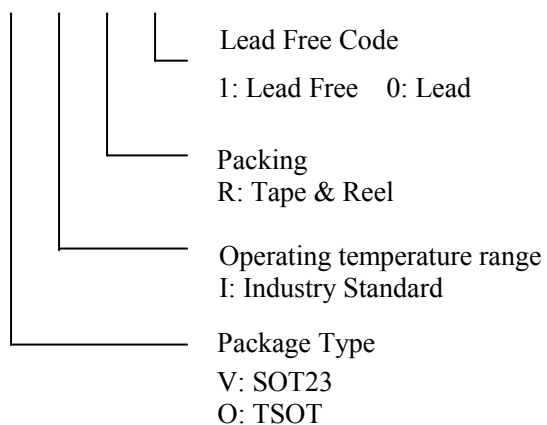 Lead Free Code
1: Lead Free 0: Lead
Packing
R: Tape & Reel
Operating temperature range
I: Industry Standard
Package Type
V: SOT23
O: TSOT